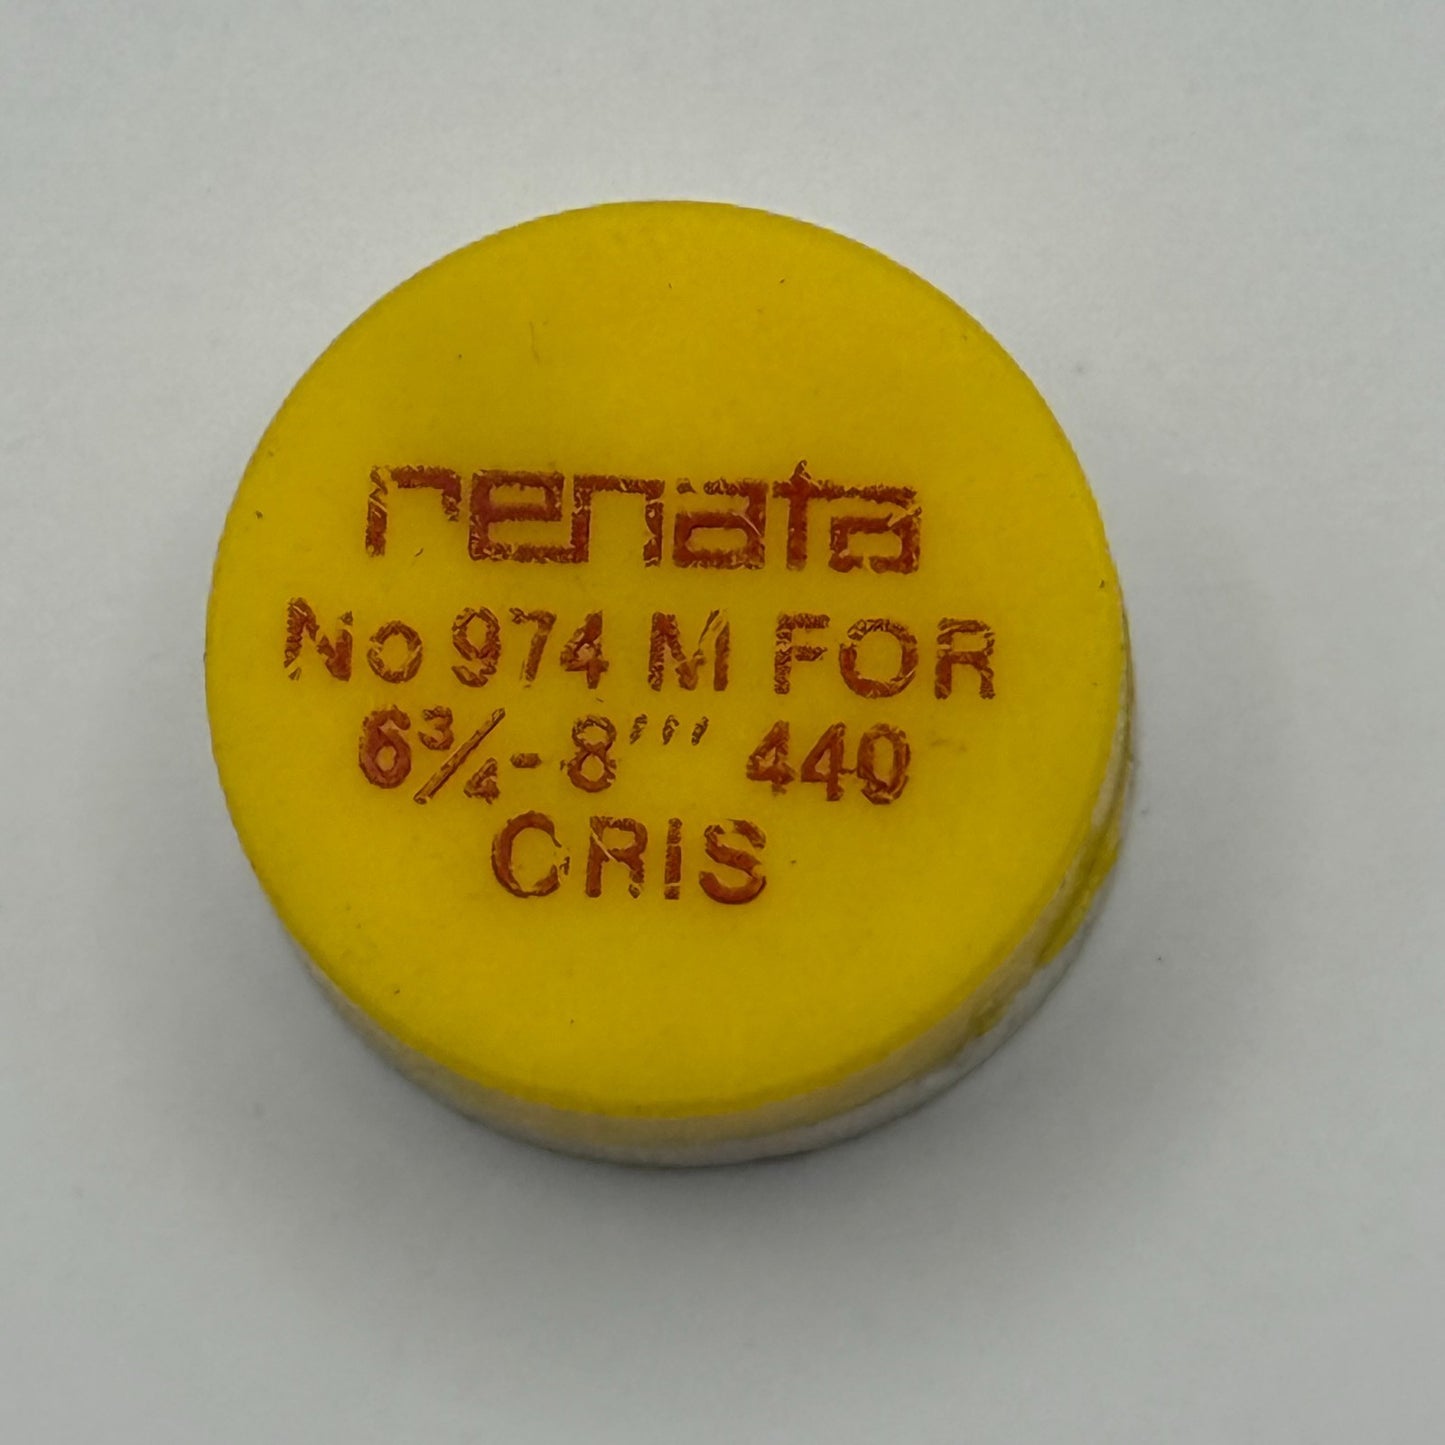 renata
No 974 M FOR
6¾-8''' 440
CRIS